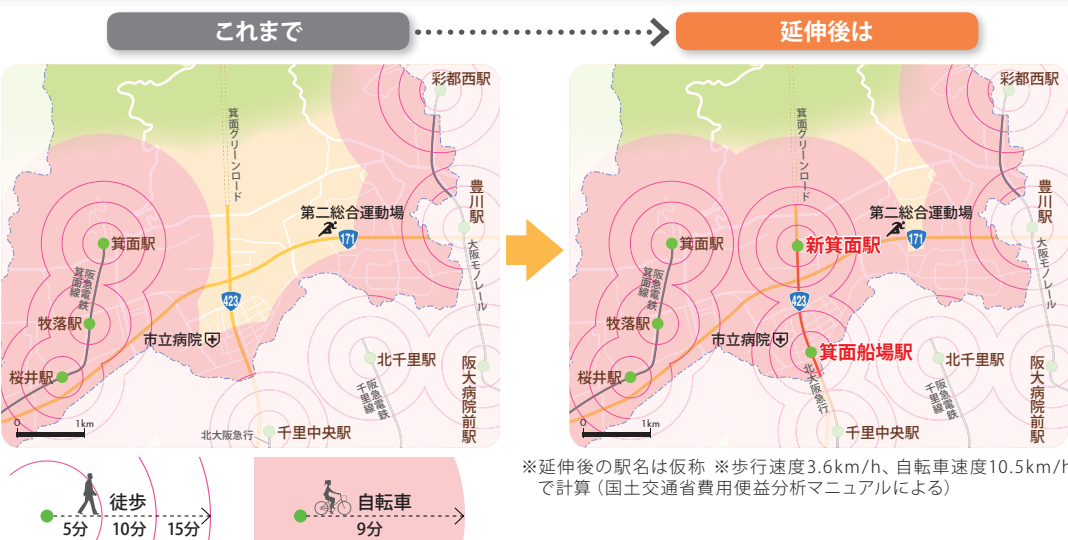 これまで
延伸後は
彩都西駅
箕面グリーンロード
豊川駅
第二総合運動場
171
大阪モノレール
箕面駅
阪急電鉄
箕面線
423
牧落駅
市立病院
桜井駅
北千里駅
阪急電鉄
千里線
阪大病院前駅
0
1km
北大阪急行
千里中央駅
彩都西駅
箕面グリーンロード
豊川駅
第二総合運動場
171
大阪モノレール
箕面駅
新箕面駅
阪急電鉄
箕面線
423
牧落駅
市立病院
箕面船場駅
桜井駅
北大阪急行
北千里駅
阪急電鉄
千里線
阪大病院前駅
0
1km
千里中央駅
徒歩
5分 10分 15分
自転車
9分
※延伸後の駅名は仮称 ※歩行速度3.6km/h、自転車速度10.5km/h
で計算（国土交通省費用便益分析マニュアルによる）